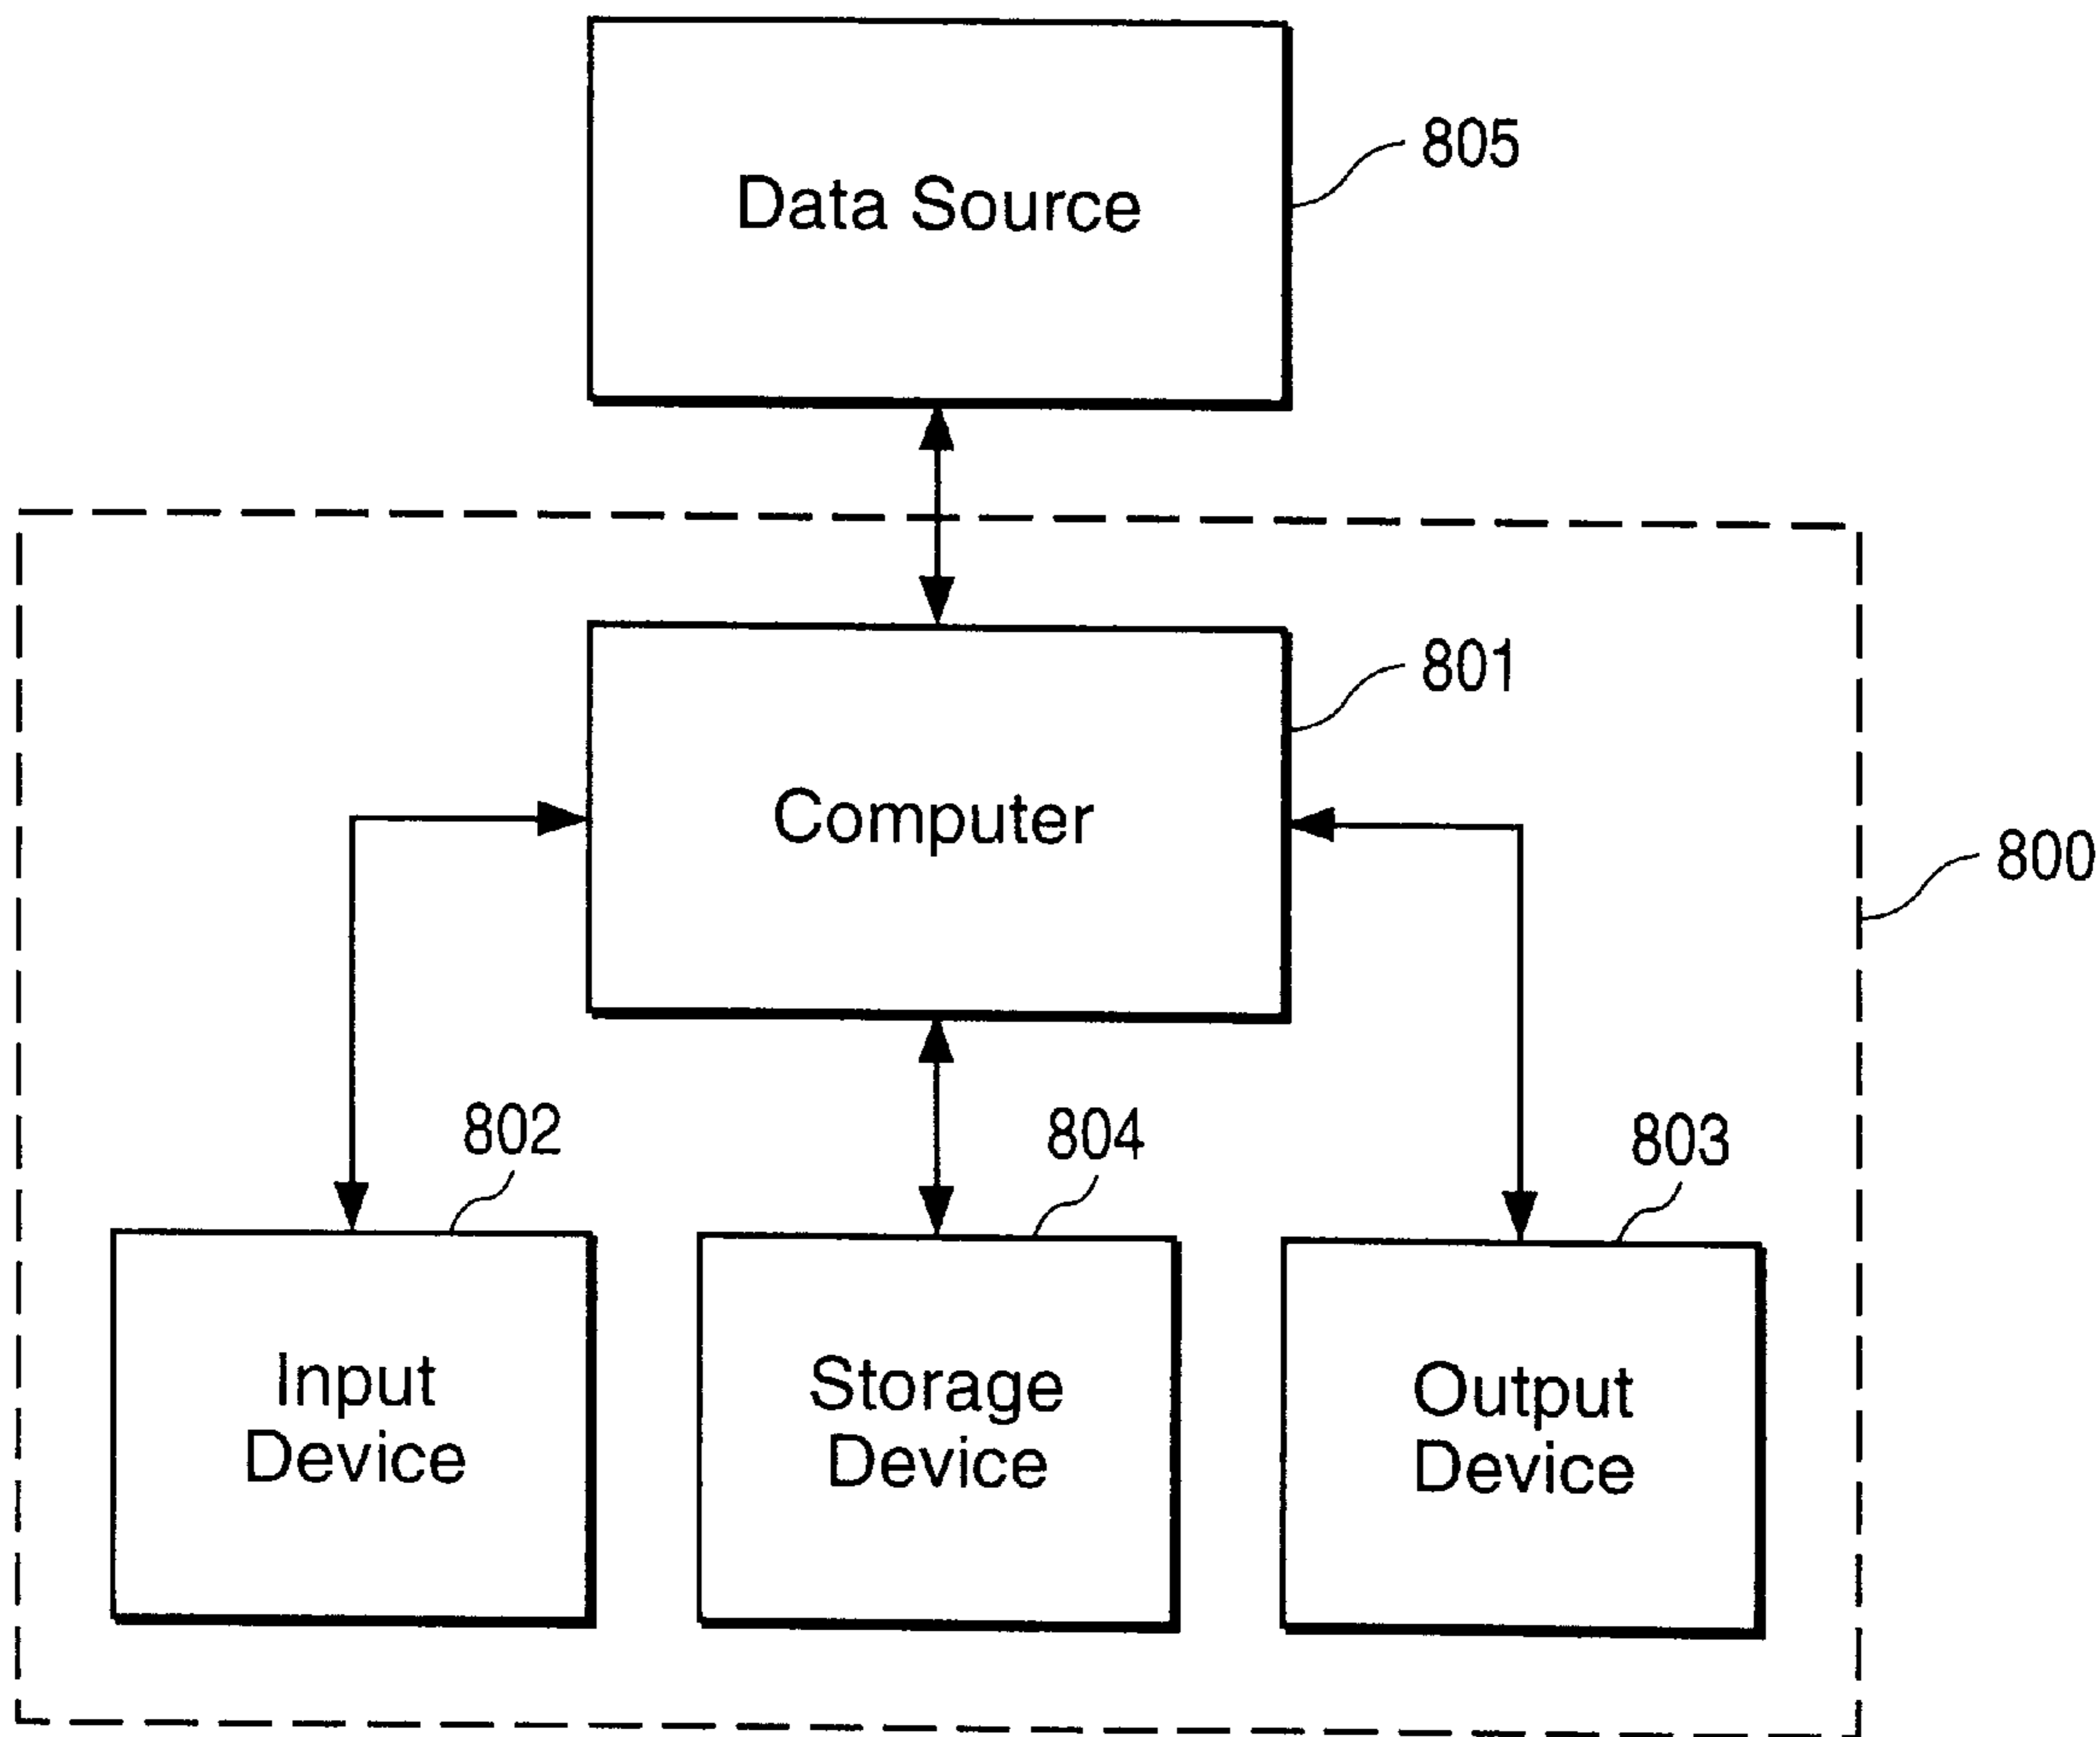 805
Data Source
801
Computer
800
802
804
803
Input
Device
Storage
Device
Output
Device